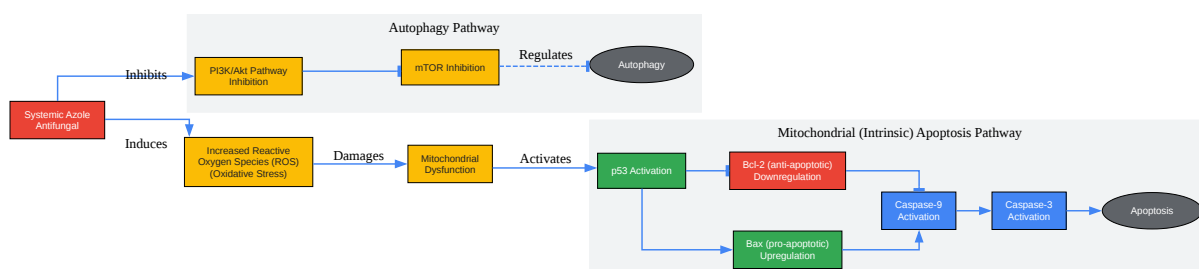 Autophagy Pathway
Inhibits
PI3K/Akt Pathway
Inhibition
mTOR Inhibition
Regulates
Autophagy
Systemic Azole
Antifungal
Induces
Increased Reactive
Oxygen Species (ROS)
(Oxidative Stress)
Damages
Mitochondrial
Dysfunction
Activates
Mitochondrial (Intrinsic) Apoptosis Pathway
p53 Activation
Bcl-2 (anti-apoptotic)
Downregulation
Bax (pro-apoptotic)
Upregulation
Caspase-9
Activation
Caspase-3
Activation
Apoptosis